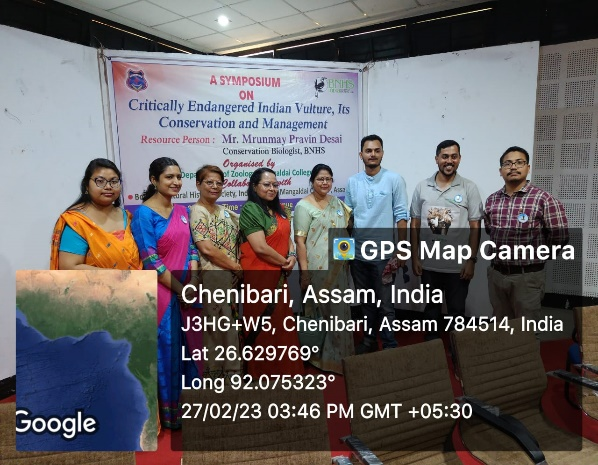 A SYMPOSIUM
ON
Critically Endangered Indian Vulture, Its
Conservation and Management
Resource Person : Mr. Mrunmay Pravin Desai
Conservation Biologist, BNHS
Organised by
of Zoology
BNHS
GPS Map Camera
Chenibari, Assam, India
J3HG+W5, Chenibari, Assam 784514, India
Lat 26.629769°
Long 92.075323°
27/02/23 03:46 PM GMT +05:30
Google